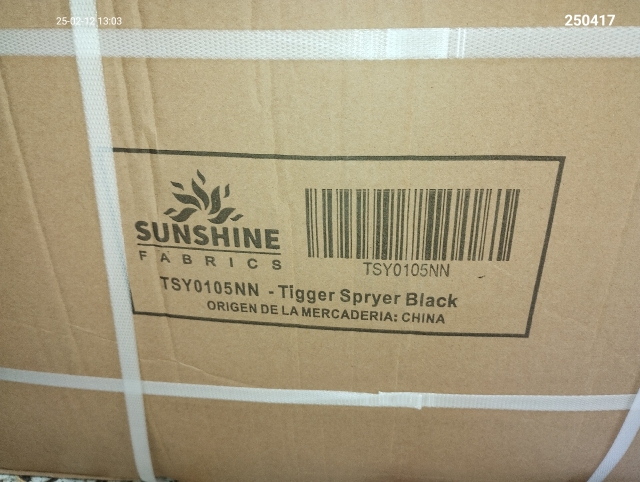 25-02-12 13:03
250417
SUNSHINE
FABRICS
TSY0105NN
TSY0105NN - Tigger Spryer Black
ORIGEN DE LA MERCADERIA: CHINA